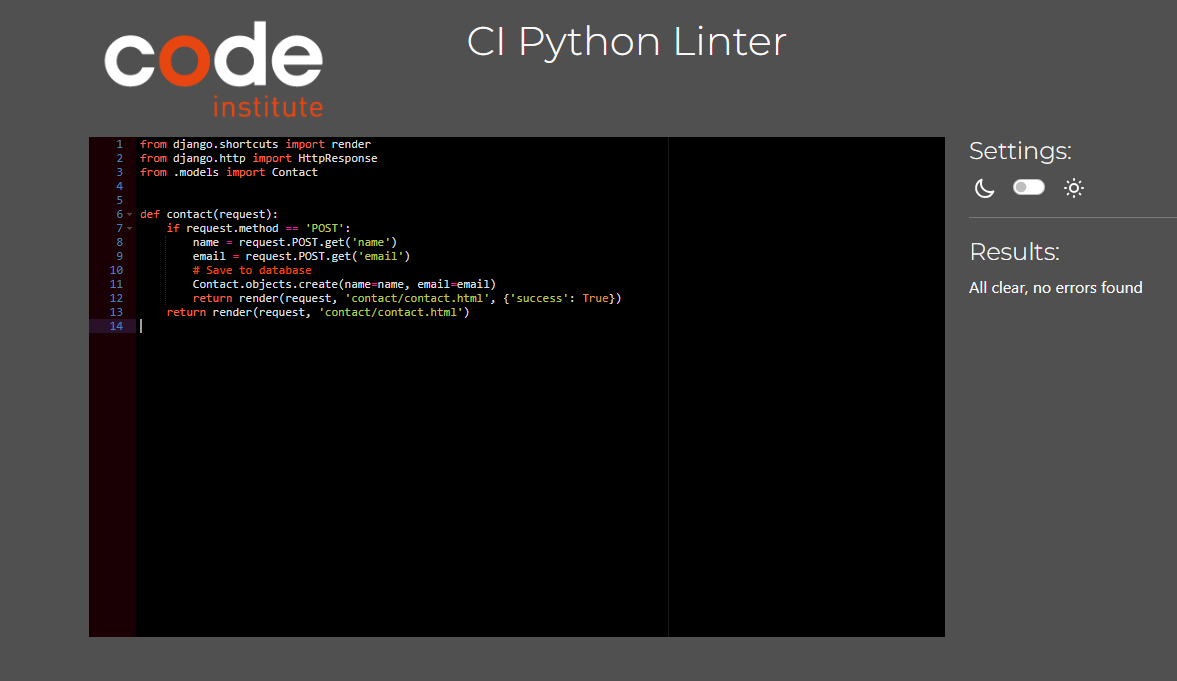 code
institute
CI Python Linter
1 from django.shortcuts import render
2 from django.http import HttpResponse
3 from .models import Contact
4
5
6 def contact(request):
7     if request.method == 'POST':
8         name = request.POST.get('name')
9         email = request.POST.get('email')
10         # Save to database
11         Contact.objects.create(name=name, email=email)
12         return render(request, 'contact/contact.html', {'success': True})
13     return render(request, 'contact/contact.html')
14
Settings:
Results:
All clear, no errors found